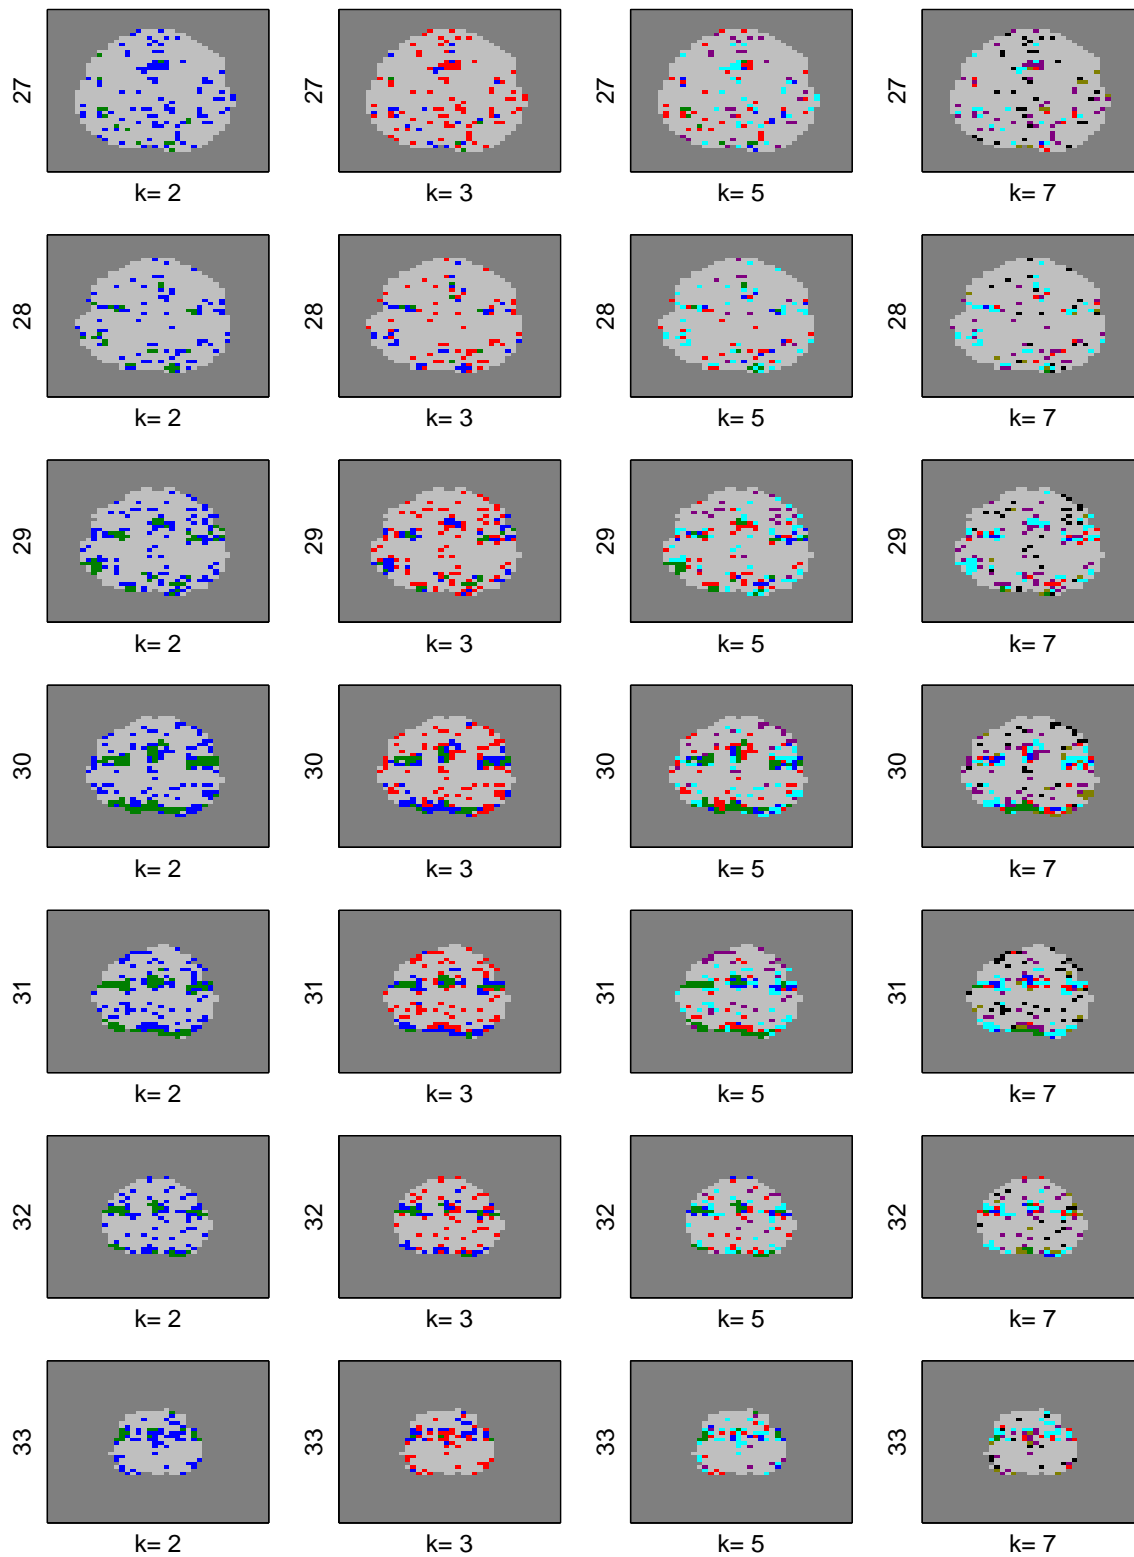 27 27 27 27
k= 2 k= 3 k= 5 k= 7
28 28 28 28
k= 2 k= 3 k= 5 k= 7
29 29 29 29
k= 2 k= 3 k= 5 k= 7
30 30 30 30
k= 2 k= 3 k= 5 k= 7
31 31 31 31
k= 2 k= 3 k= 5 k= 7
32 32 32 32
k= 2 k= 3 k= 5 k= 7
33 33 33 33
k= 2 k= 3 k= 5 k= 7